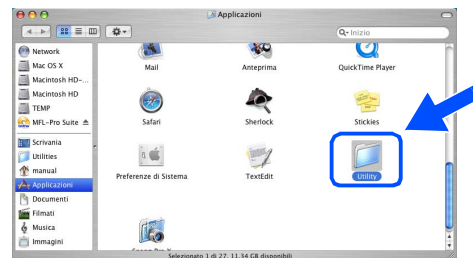 Applicazioni
Inizio
Network
Mac OS X
Macintosh HD-...
Macintosh HD
TEMP
MFL-Pro Suite
Scrivania
Utilities
manual
Applicazioni
Documenti
Filmati
Musica
Immagini
Mail
Anteprima
QuickTime Player
Safari
Sherlock
Stickies
Preferenze di Sistema
TextEdit
Utility
Selezionato 1 di 27, 11,34 GB disponibili